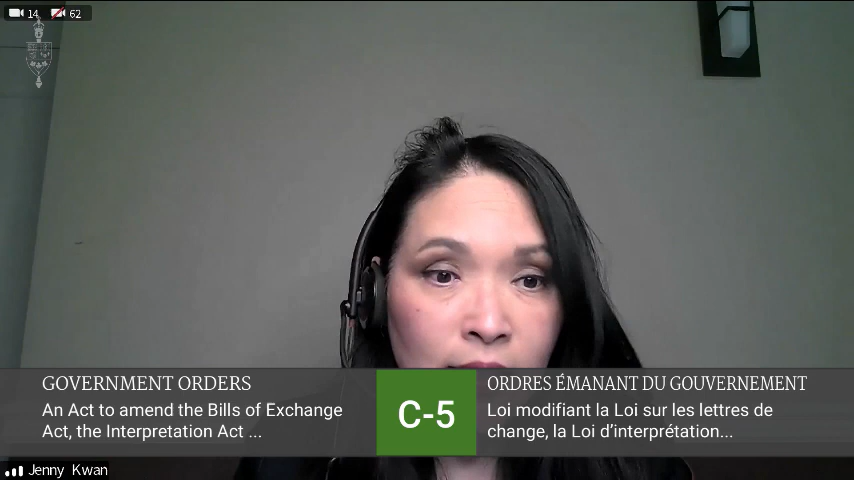 14 62
GOVERNMENT ORDERS
An Act to amend the Bills of Exchange
Act, the Interpretation Act ...
C-5
ORDRES ÉMANANT DU GOUVERNEMENT
Loi modifiant la Loi sur les lettres de
change, la Loi d'interprétation...
Jenny Kwan